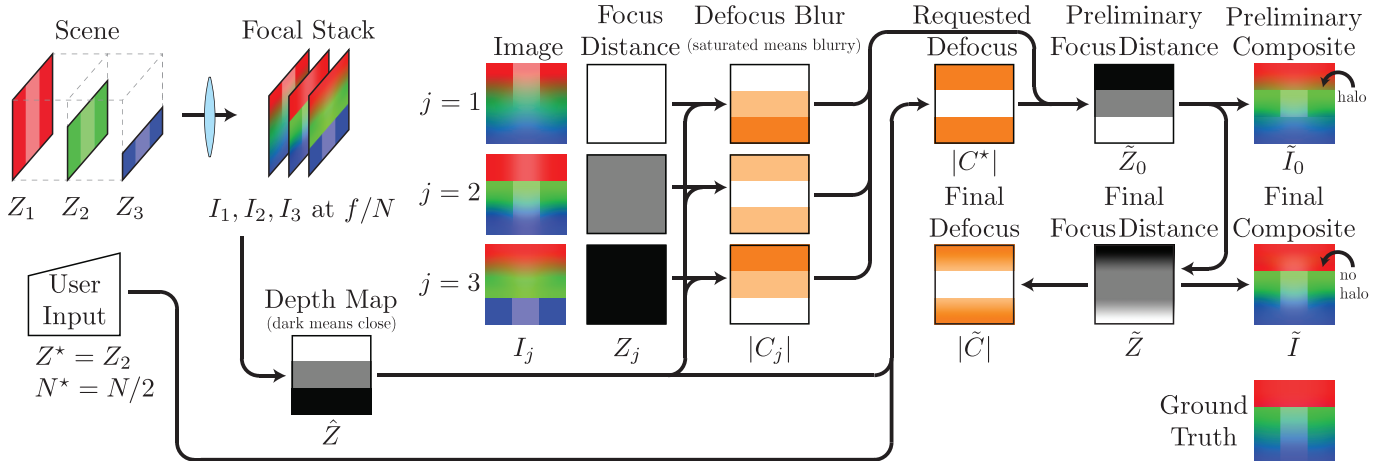 Scene
Z₁ Z₂ Z₃
Focal Stack
I₁, I₂, I₃ at f/N
User
Input
Z⋆ = Z₂
N⋆ = N/2
Depth Map
(dark means close)
Ẑ
Image
Focus
Distance
Defocus Blur
(saturated means blurry)
j = 1
j = 2
j = 3
Iⱼ
Zⱼ
|Cⱼ|
Requested
Defocus
|C⋆|
Preliminary
Focus Distance
Z̃₀
Preliminary
Composite
halo
Ĩ₀
Final
Defocus
|C̃|
Final
Focus Distance
Z̃
Final
Composite
no
halo
Ĩ
Ground
Truth